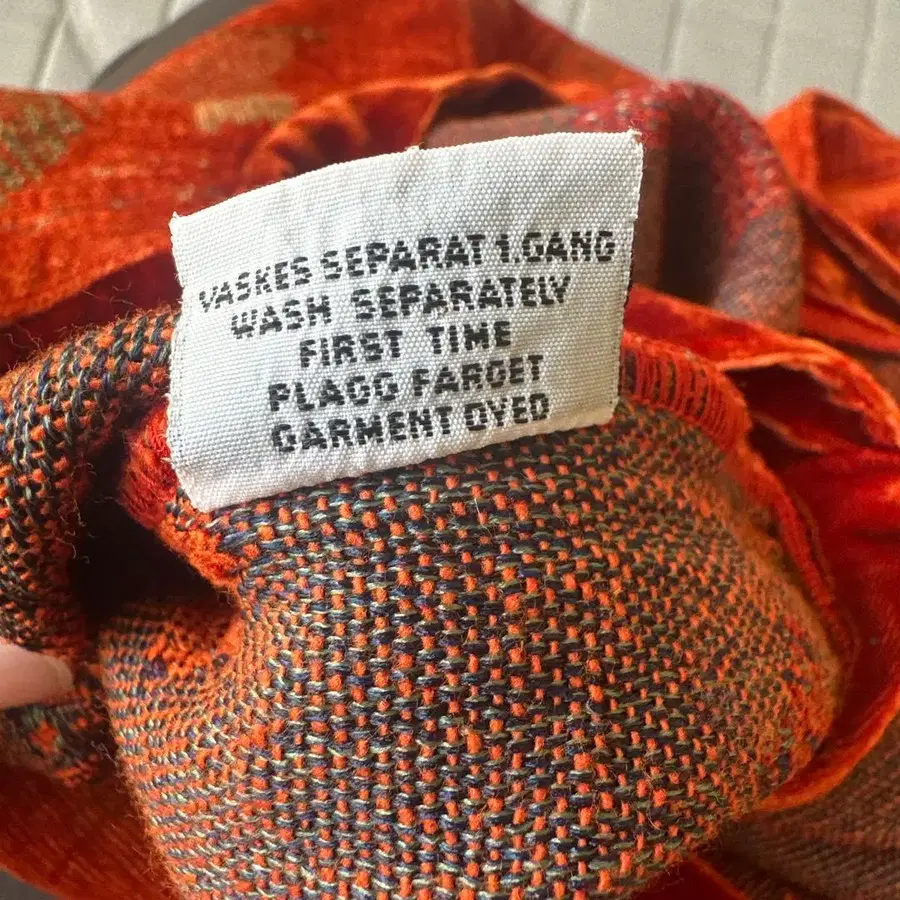 VASKES SEPARAT 1.GANG
WASH SEPARATELY
FIRST TIME
PLAGG FARGET
GARMENT DYED